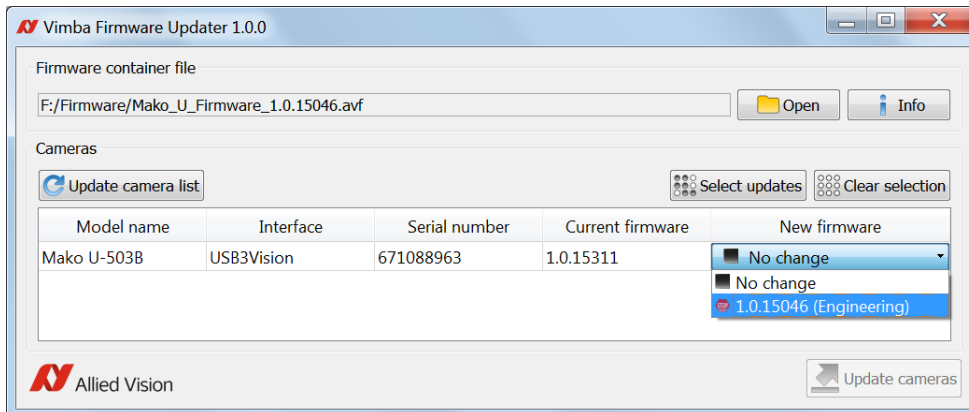 Vimba Firmware Updater 1.0.0
Firmware container file
F:/Firmware/Mako_U_Firmware_1.0.15046.avf
Open
Info
Cameras
Update camera list
Select updates
Clear selection
Model name Interface Serial number Current firmware New firmware
Mako U-503B USB3Vision 671088963 1.0.15311 No change
No change
1.0.15046 (Engineering)
Allied Vision
Update cameras